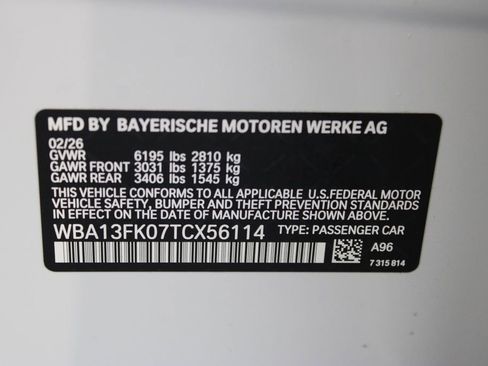 MFD BY BAYERISCHE MOTOREN WERKE AG
02/26
GVWR 6195 lbs 2810 kg
GAWR FRONT 3031 lbs 1375 kg
GAWR REAR 3406 lbs 1545 kg
THIS VEHICLE CONFORMS TO ALL APPLICABLE U.S.FEDERAL MOTOR
VEHICLE SAFETY, BUMPER AND THEFT PREVENTION STANDARDS
IN EFFECT ON THE DATE OF MANUFACTURE SHOWN ABOVE.
WBA13FK07TCX56114 TYPE: PASSENGER CAR
A96
7 315 814